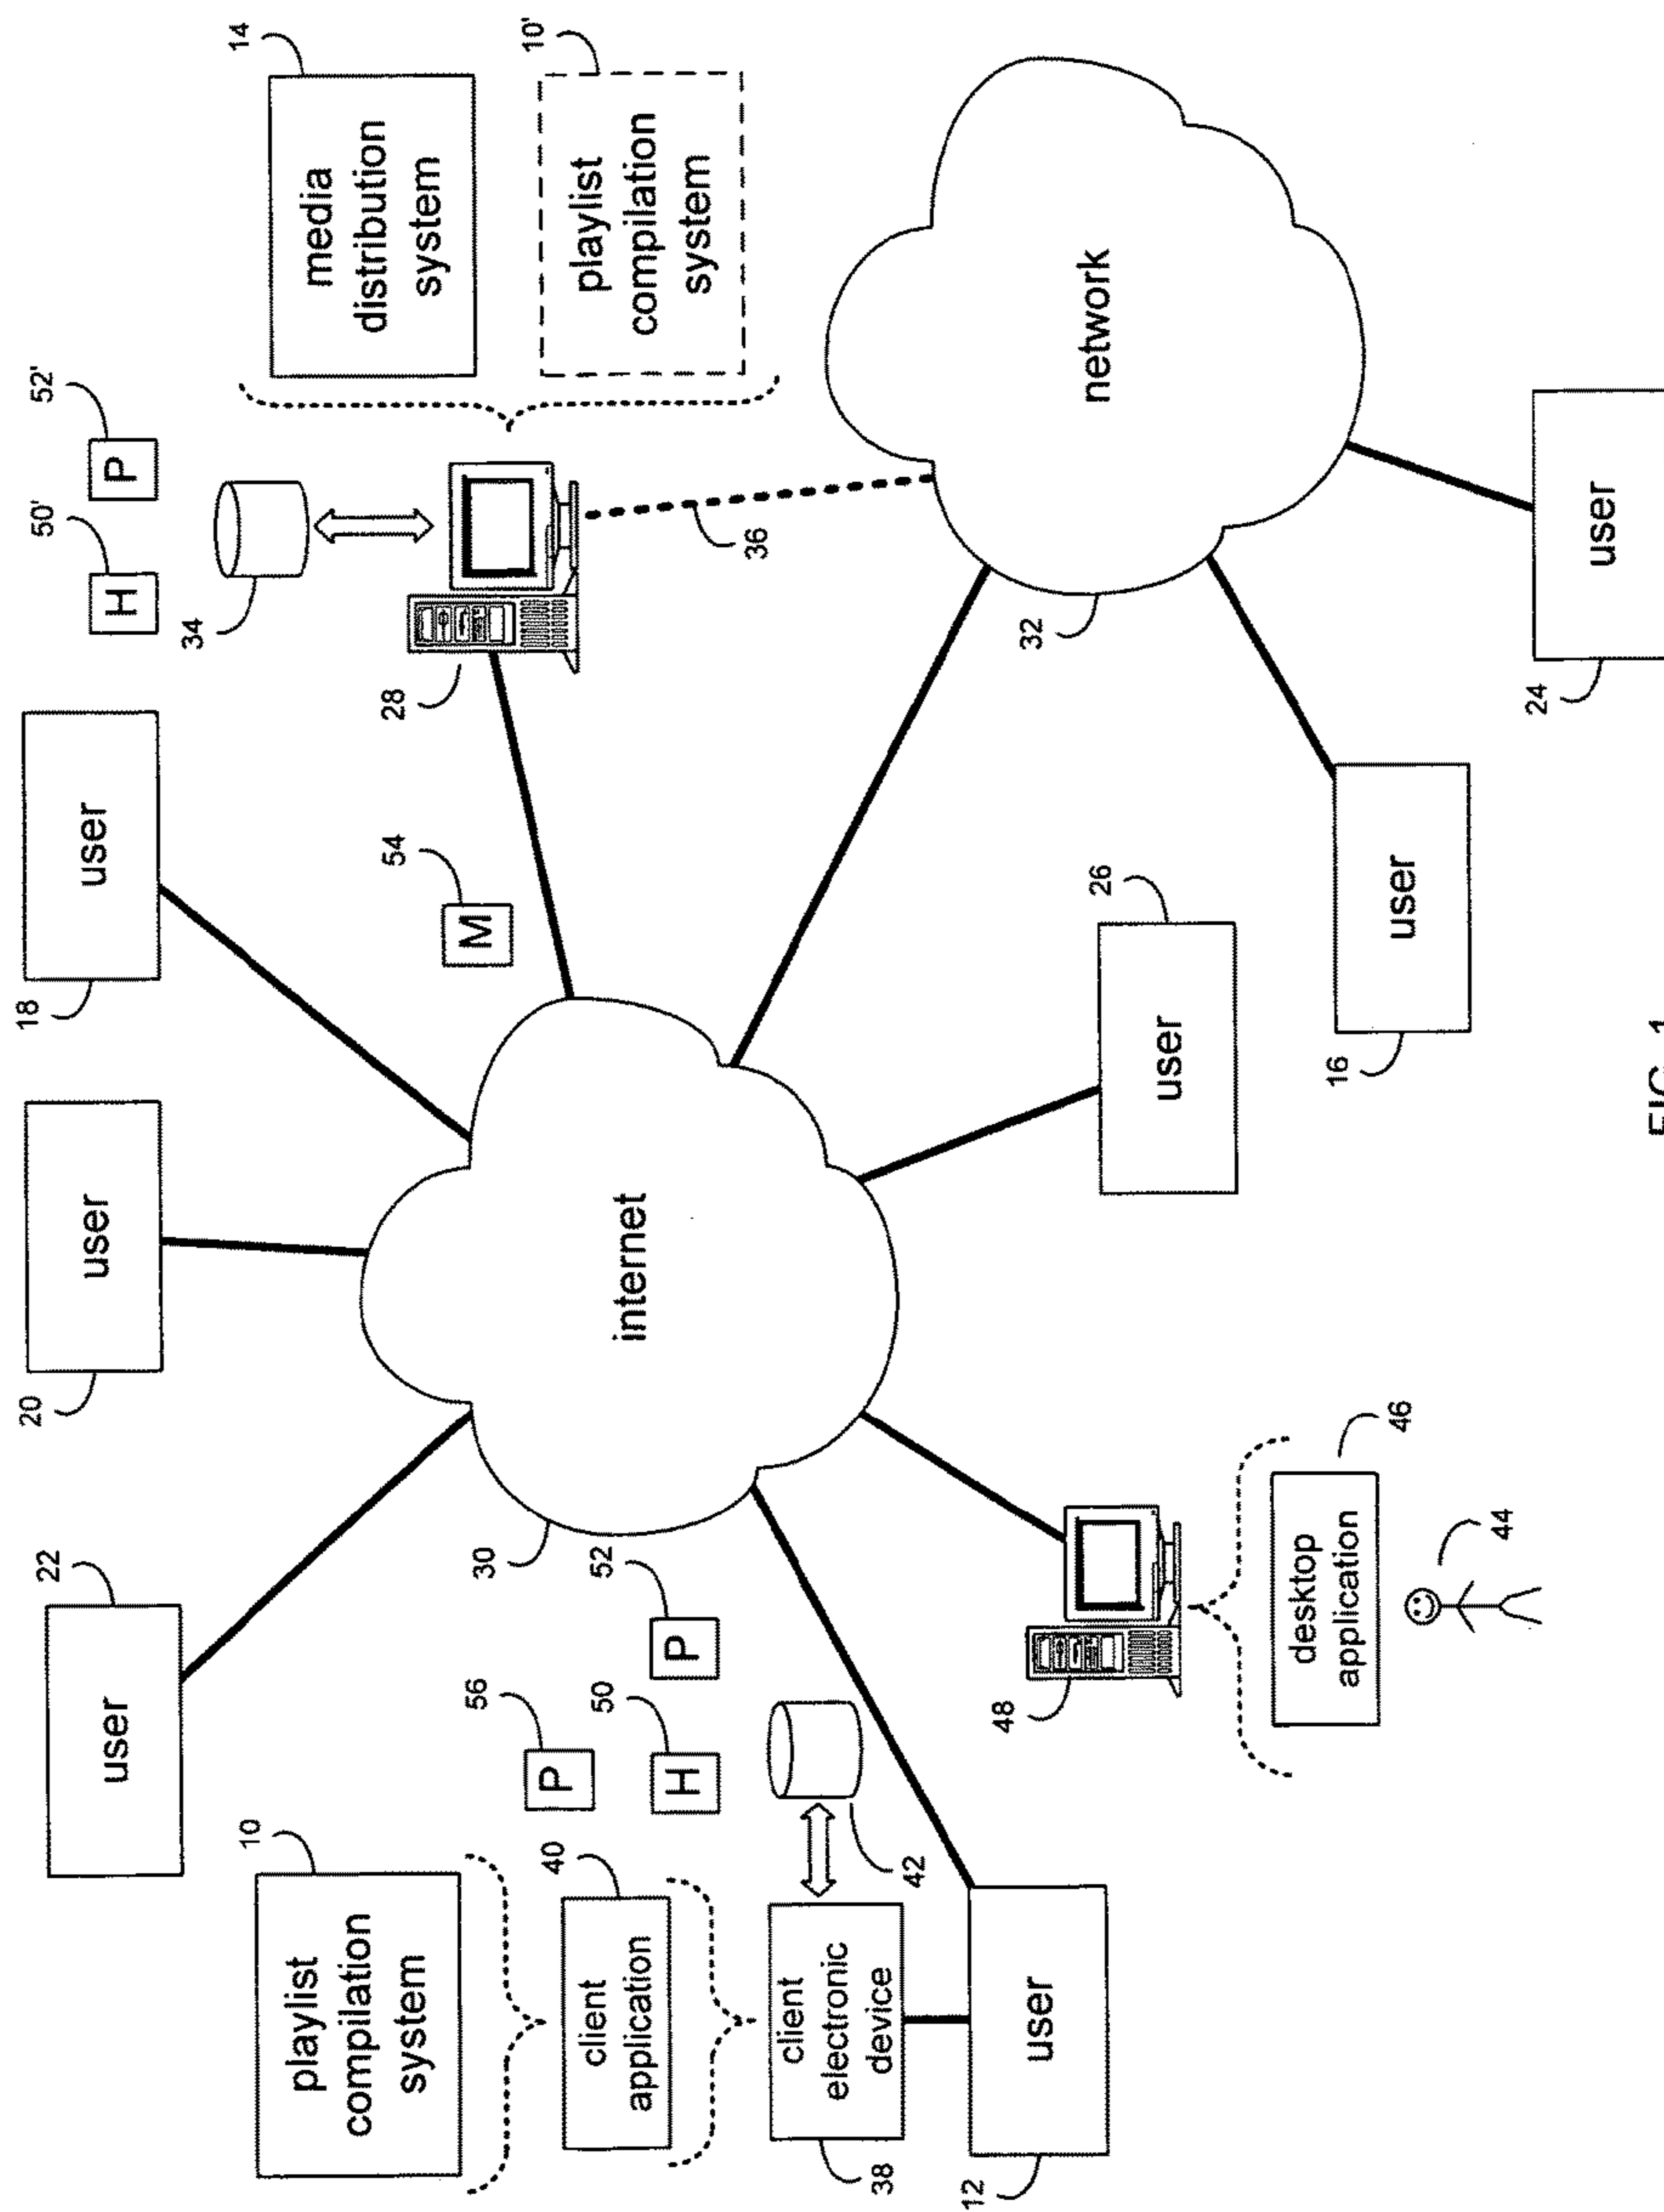 10
playlist
compilation
system
40
client
application
38
client
electronic
device
12
user
42
56
P
50
H
52
P
22
user
20
user
18
user
30
internet
48
desktop
application
46
44
26
user
16
user
24
user
54
M
28
34
50'
H
52'
P
14
media
distribution
system
10'
playlist
compilation
system
36
32
network
FIG. 1